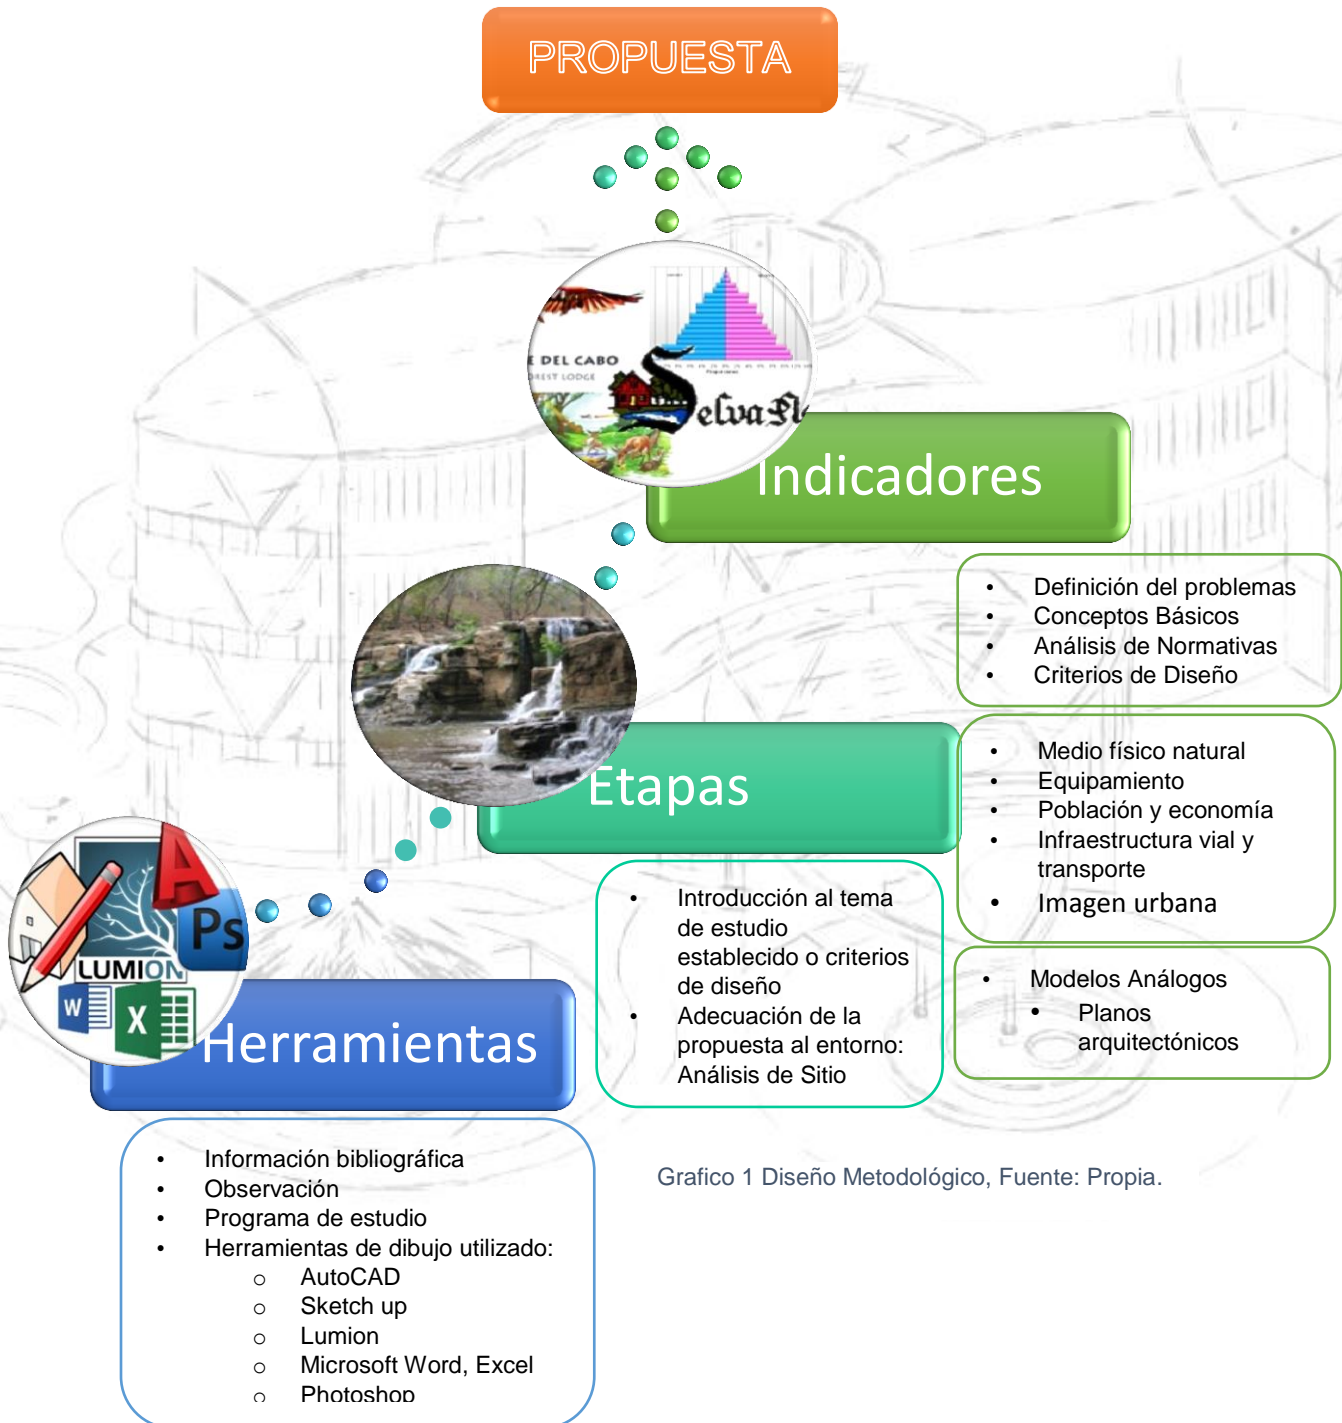 PROPUESTA
E DEL CABO
OREST LODGE
Selva
Indicadores
• Definición del problemas
• Conceptos Básicos
• Análisis de Normativas
• Criterios de Diseño
Etapas
• Medio físico natural
• Equipamiento
• Población y economía
• Infraestructura vial y
transporte
• Imagen urbana
• Introducción al tema
de estudio
establecido o criterios
de diseño
• Adecuación de la
propuesta al entorno:
Análisis de Sitio
• Modelos Análogos
• Planos
arquitectónicos
A
Ps
LUMION
W
X
Herramientas
• Información bibliográfica
• Observación
• Programa de estudio
• Herramientas de dibujo utilizado:
o AutoCAD
o Sketch up
o Lumion
o Microsoft Word, Excel
o Photoshop
Grafico 1 Diseño Metodológico, Fuente: Propia.